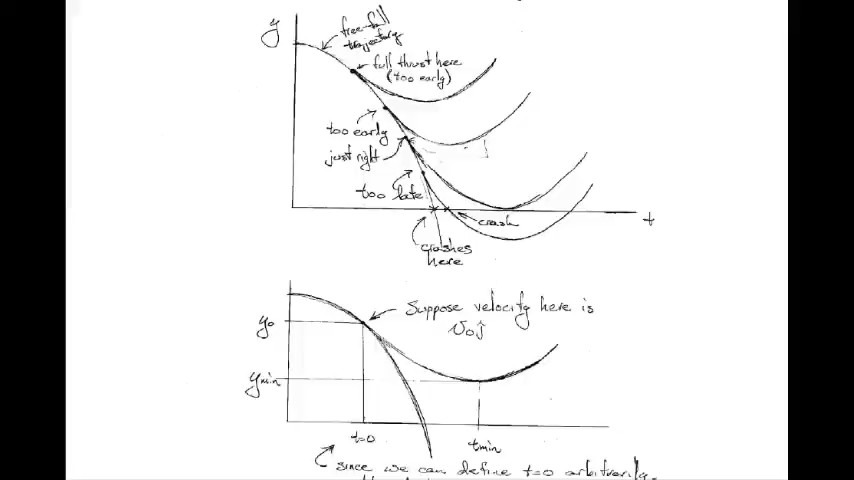 y
free-fall
trajectory
full thrust here
(too early)
too early
just right
too late
crash
t
crashes
here
Suppose velocity here is
v₀ĵ
y₀
ymin
t=0
tmin
since we can define t=0 arbitrarily.